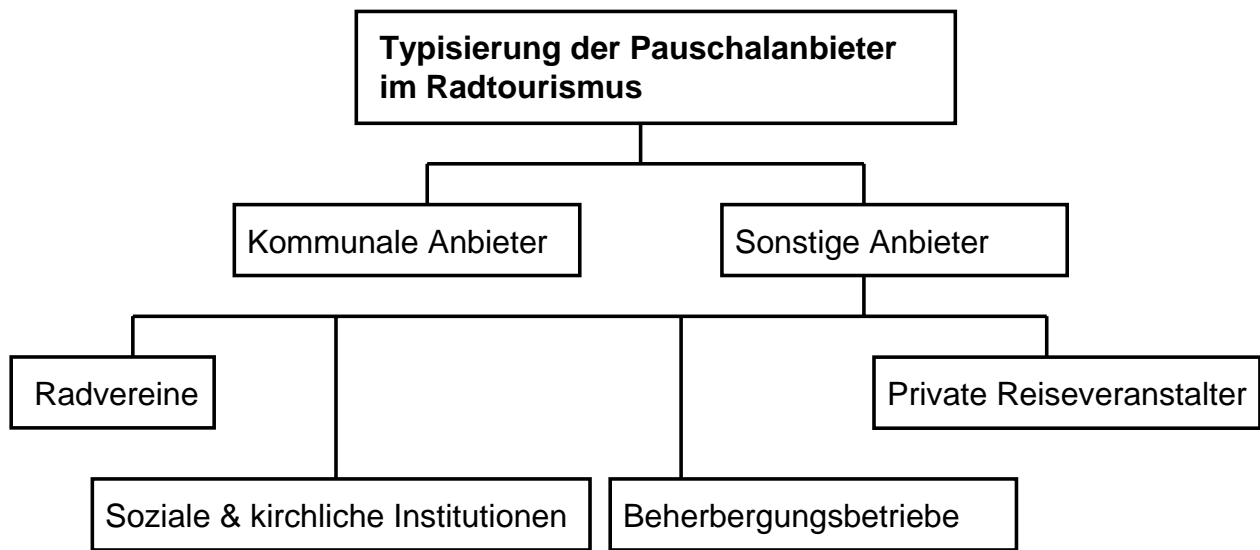 Typisierung der Pauschalanbieter
im Radtourismus
Kommunale Anbieter
Sonstige Anbieter
Radvereine
Private Reiseveranstalter
Soziale & kirchliche Institutionen
Beherbergungsbetriebe